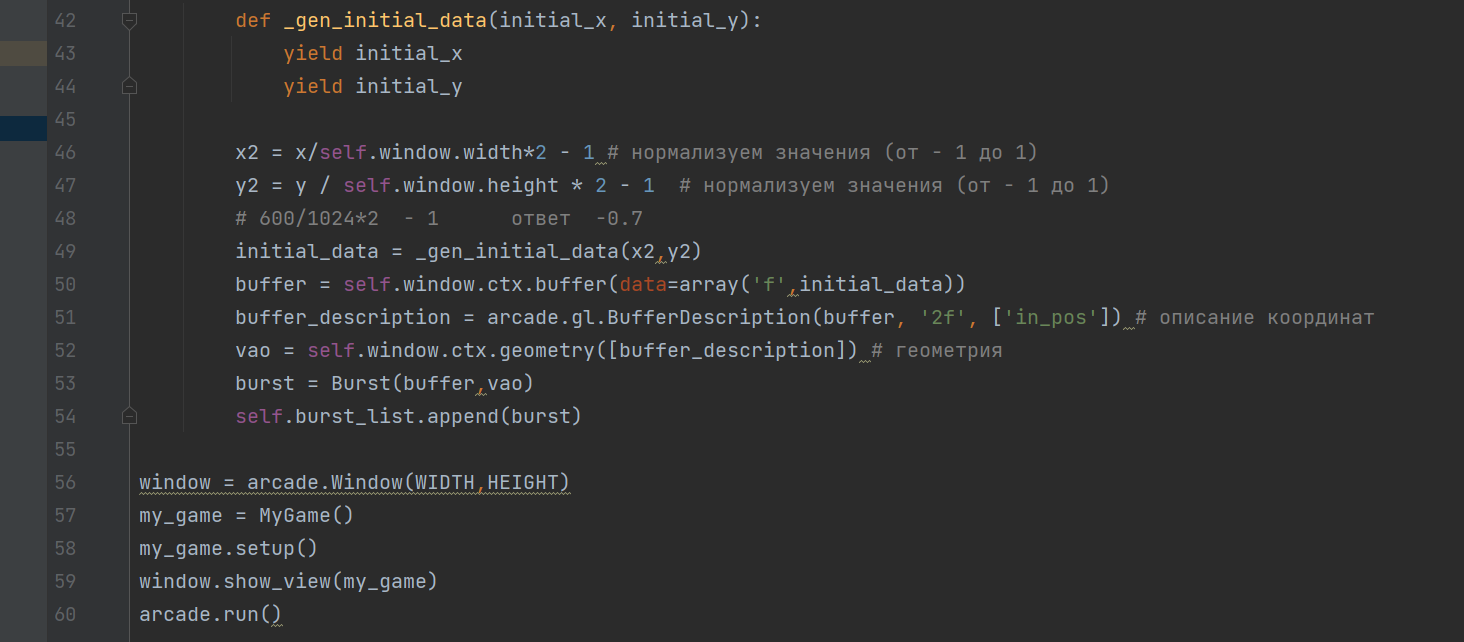 42 def _gen_initial_data(initial_x, initial_y):
43 yield initial_x
44 yield initial_y
45
46 x2 = x/self.window.width*2 - 1 # нормализуем значения (от - 1 до 1)
47 y2 = y / self.window.height * 2 - 1  # нормализуем значения (от - 1 до 1)
48 # 600/1024*2  - 1      ответ  -0.7
49 initial_data = _gen_initial_data(x2,y2)
50 buffer = self.window.ctx.buffer(data=array('f',initial_data))
51 buffer_description = arcade.gl.BufferDescription(buffer, '2f', ['in_pos']) # описание координат
52 vao = self.window.ctx.geometry([buffer_description]) # геометрия
53 burst = Burst(buffer,vao)
54 self.burst_list.append(burst)
55
56 window = arcade.Window(WIDTH,HEIGHT)
57 my_game = MyGame()
58 my_game.setup()
59 window.show_view(my_game)
60 arcade.run()